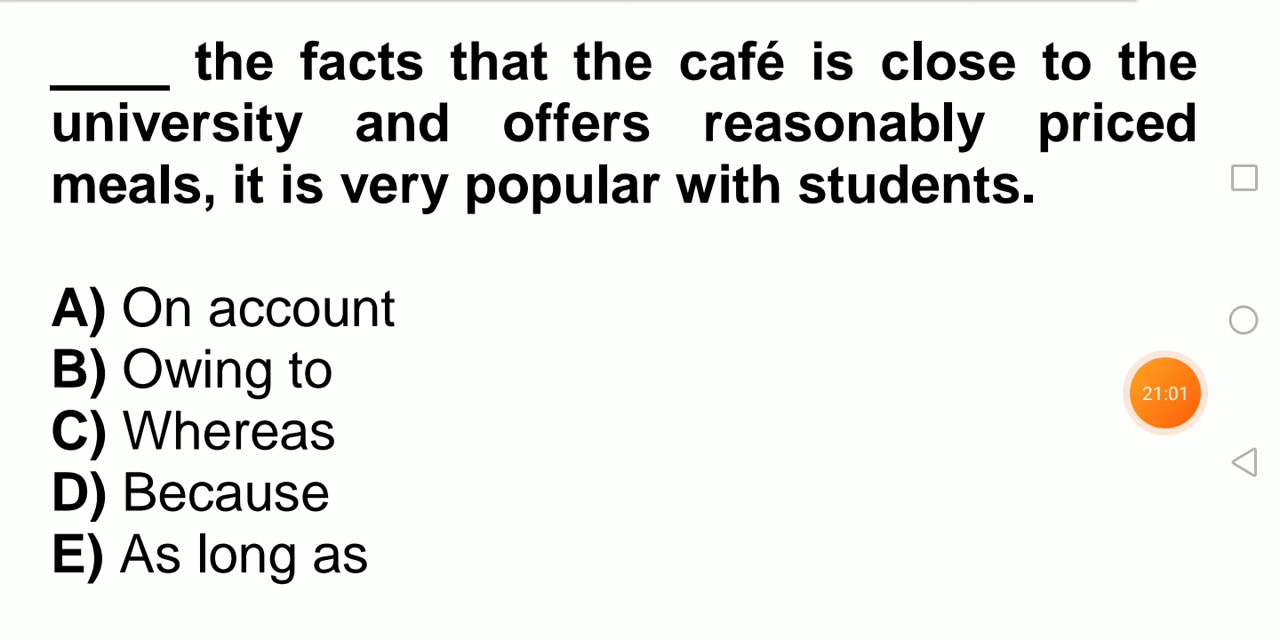 _____ the facts that the café is close to the
university and offers reasonably priced
meals, it is very popular with students.
A) On account
B) Owing to
C) Whereas
D) Because
E) As long as
21:01